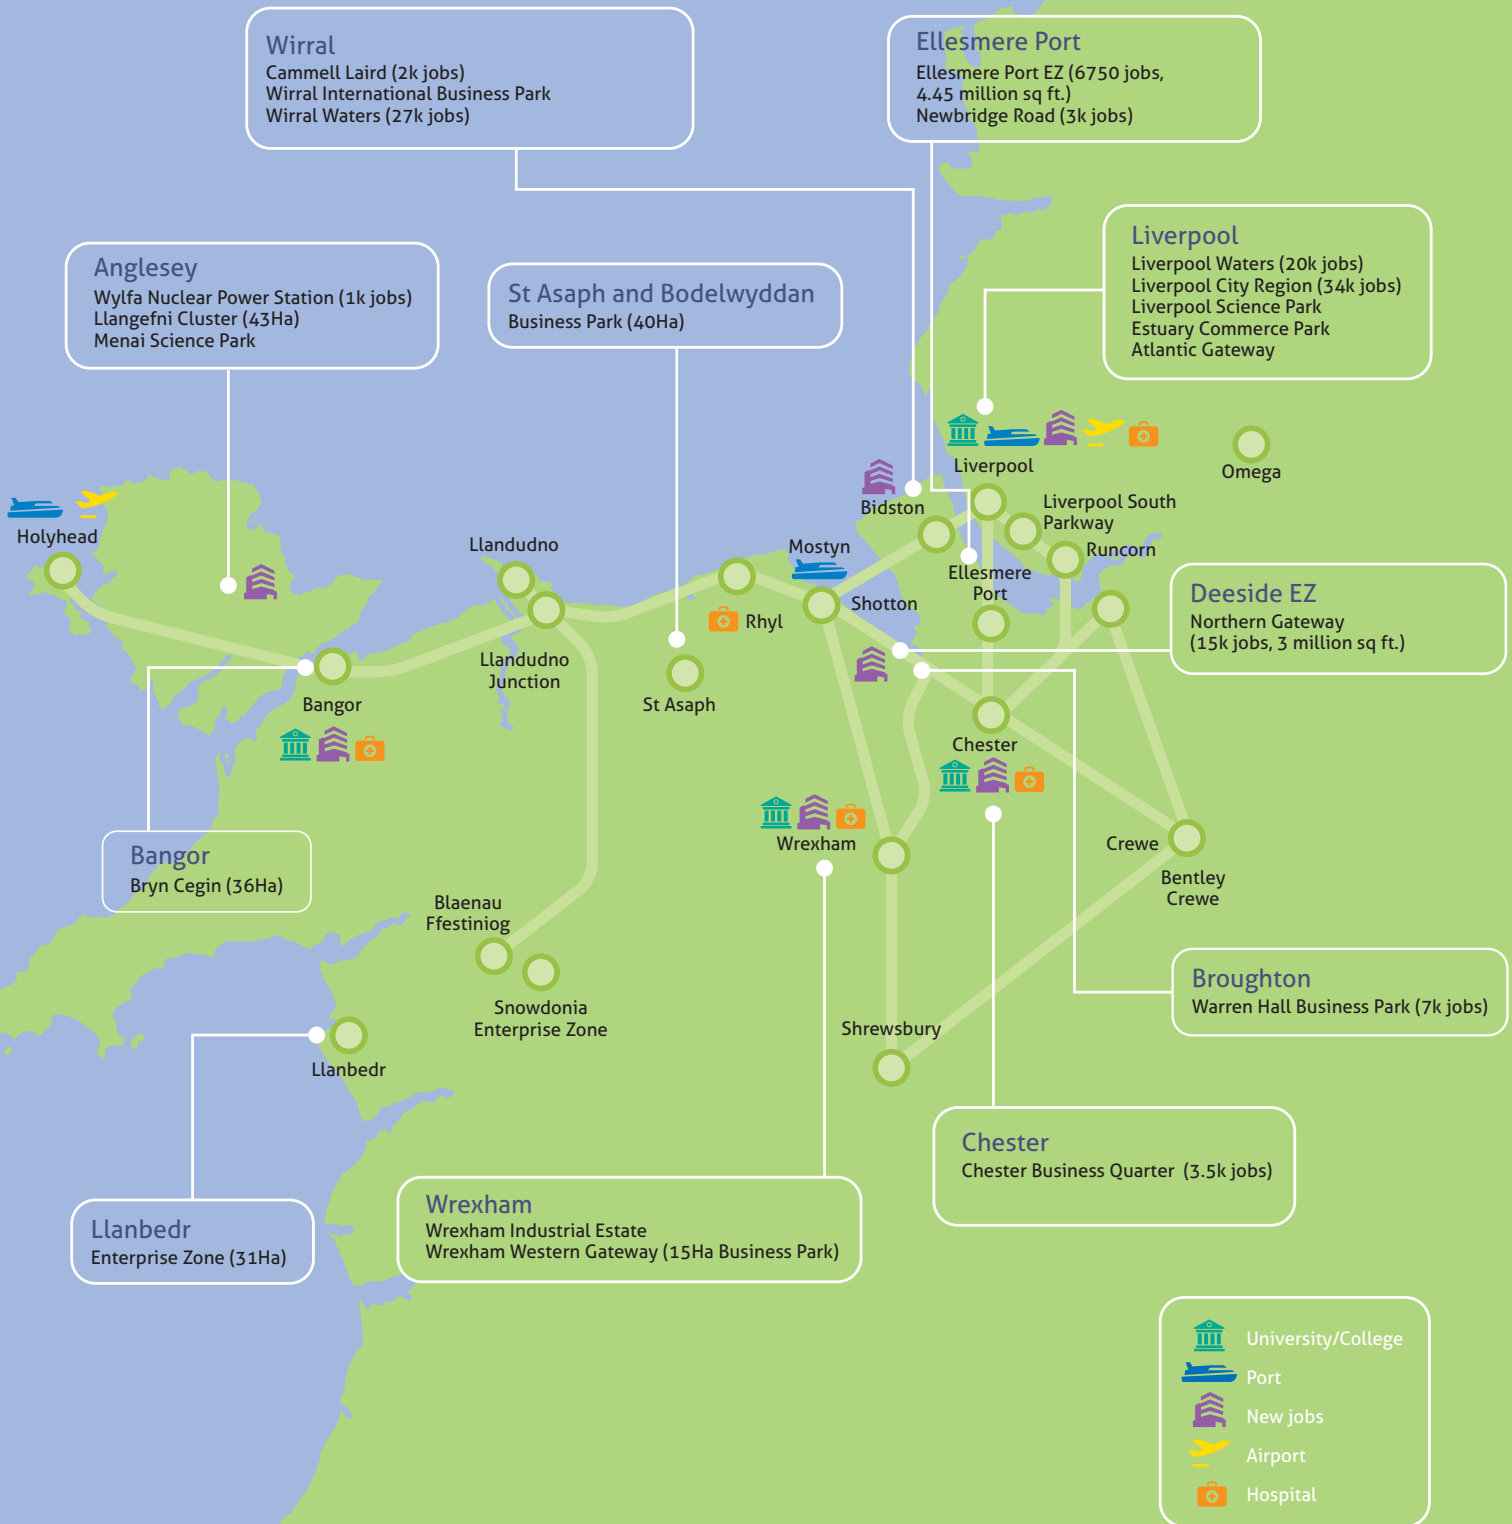 Wirral
Cammell Laird (2k jobs)
Wirral International Business Park
Wirral Waters (27k jobs)
Ellesmere Port
Ellesmere Port EZ (6750 jobs,
4.45 million sq ft.)
Newbridge Road (3k jobs)
Liverpool
Liverpool Waters (20k jobs)
Liverpool City Region (34k jobs)
Liverpool Science Park
Estuary Commerce Park
Atlantic Gateway
Anglesey
Wylfa Nuclear Power Station (1k jobs)
Llangefni Cluster (43Ha)
Menai Science Park
St Asaph and Bodelwyddan
Business Park (40Ha)
Omega
Liverpool
Bidston
Liverpool South
Parkway
Runcorn
Holyhead
Llandudno
Mostyn
Ellesmere
Port
Shotton
Rhyl
Deeside EZ
Northern Gateway
(15k jobs, 3 million sq ft.)
Llandudno
Junction
St Asaph
Bangor
Chester
Wrexham
Crewe
Bentley
Crewe
Bangor
Bryn Cegin (36Ha)
Blaenau
Ffestiniog
Snowdonia
Enterprise Zone
Broughton
Warren Hall Business Park (7k jobs)
Shrewsbury
Llanbedr
Chester
Chester Business Quarter (3.5k jobs)
Wrexham
Wrexham Industrial Estate
Wrexham Western Gateway (15Ha Business Park)
Llanbedr
Enterprise Zone (31Ha)
University/College
Port
New jobs
Airport
Hospital